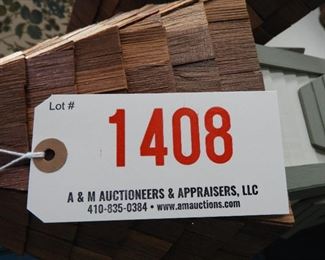 Lot #
1408
A & M AUCTIONEERS & APPRAISERS, LLC
410-835-0384 • www.amauctions.com